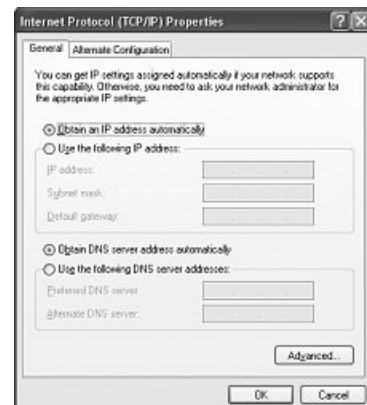 Internet Protocol (TCP/IP) Properties
General Alternate Configuration
You can get IP settings assigned automatically if your network supports
this capability. Otherwise, you need to ask your network administrator for
the appropriate IP settings.
Obtain an IP address automatically
Use the following IP address:
IP address:
Subnet mask:
Default gateway:
Obtain DNS server address automatically
Use the following DNS server addresses:
Preferred DNS server:
Alternate DNS server:
Advanced...
OK Cancel